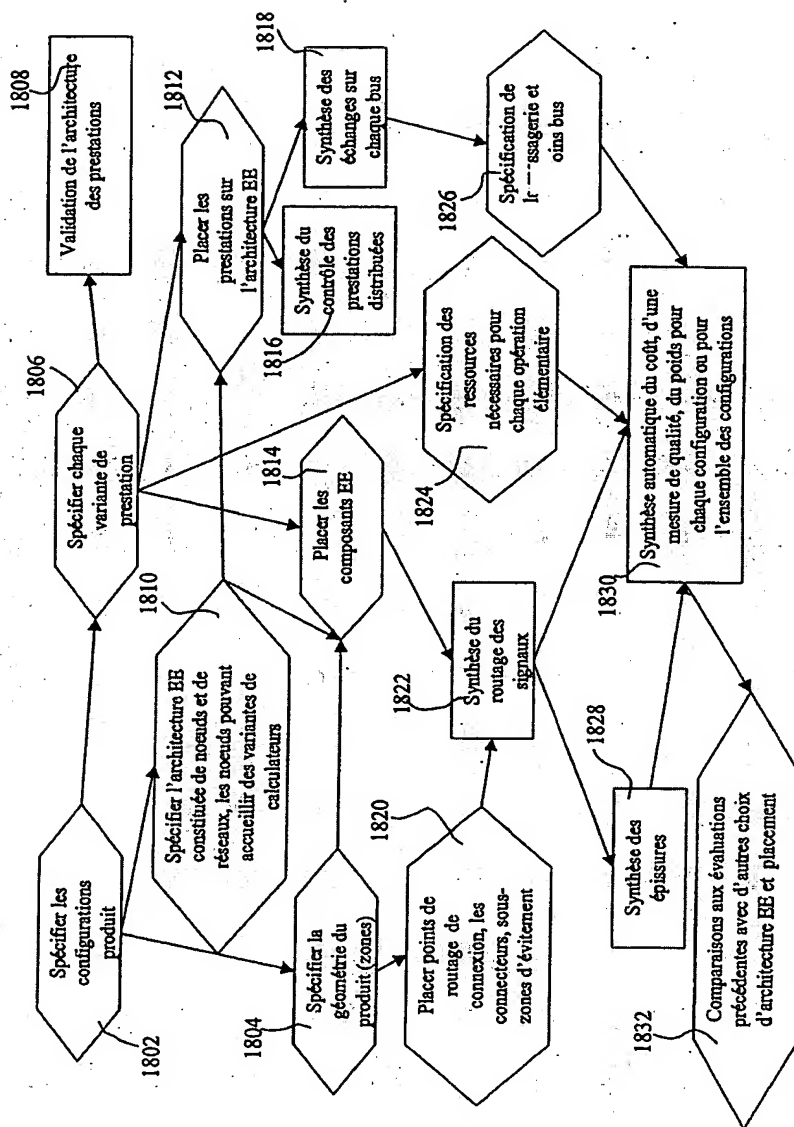 1802
Spécifier les
configurations
produit
1806
Spécifier chaque
variante de
prestation
1808
Validation de l'architecture
des prestations
1810
Spécifier l'architecture EE
constituée de noeuds et de
réseaux, les noeuds pouvant
accueillir des variantes de
calculateurs
1812
Placer les
prestations sur
l'architecture EE
1804
Spécifier la
géométrie du
produit (zones)
1814
Placer les
composants EE
1816
Synthèse du
contrôle des
prestations
distribuées
1818
Synthèse des
échanges sur
chaque bus
1820
Placer points de
routage de
connexion, les
connecteurs, sous-
zones d'évitement
1822
Synthèse du
routage des
signaux
1824
Spécification des
ressources
nécessaires pour
chaque opération
élémentaire
1826
Spécification de
ssagerie et
oins bus
1828
Synthèse des
épissures
1830
Synthèse automatique du coût, d'une
mesure de qualité, du poids pour
chaque configuration ou pour
l'ensemble des configurations
1832
Comparaisons aux évaluations
précédentes avec d'autres choix
d'architecture EE et placement